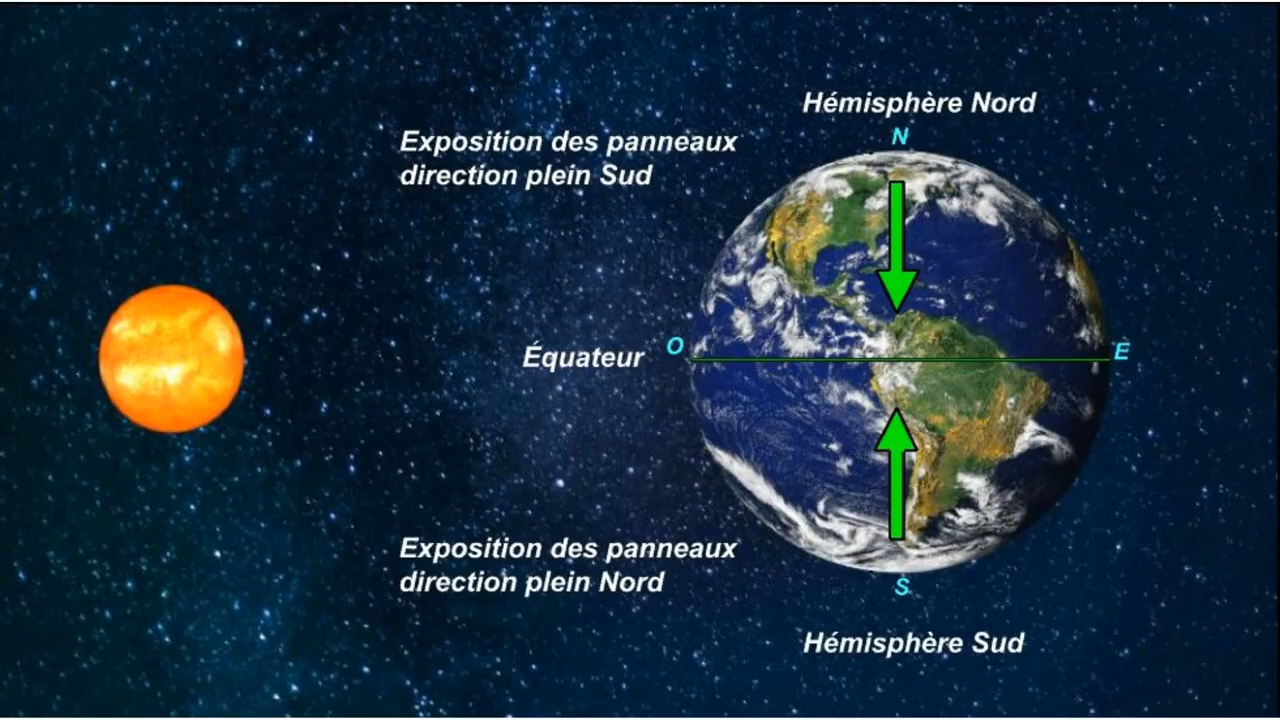 Hémisphère Nord
N
Exposition des panneaux
direction plein Sud
Équateur
O
E
Exposition des panneaux
direction plein Nord
S
Hémisphère Sud